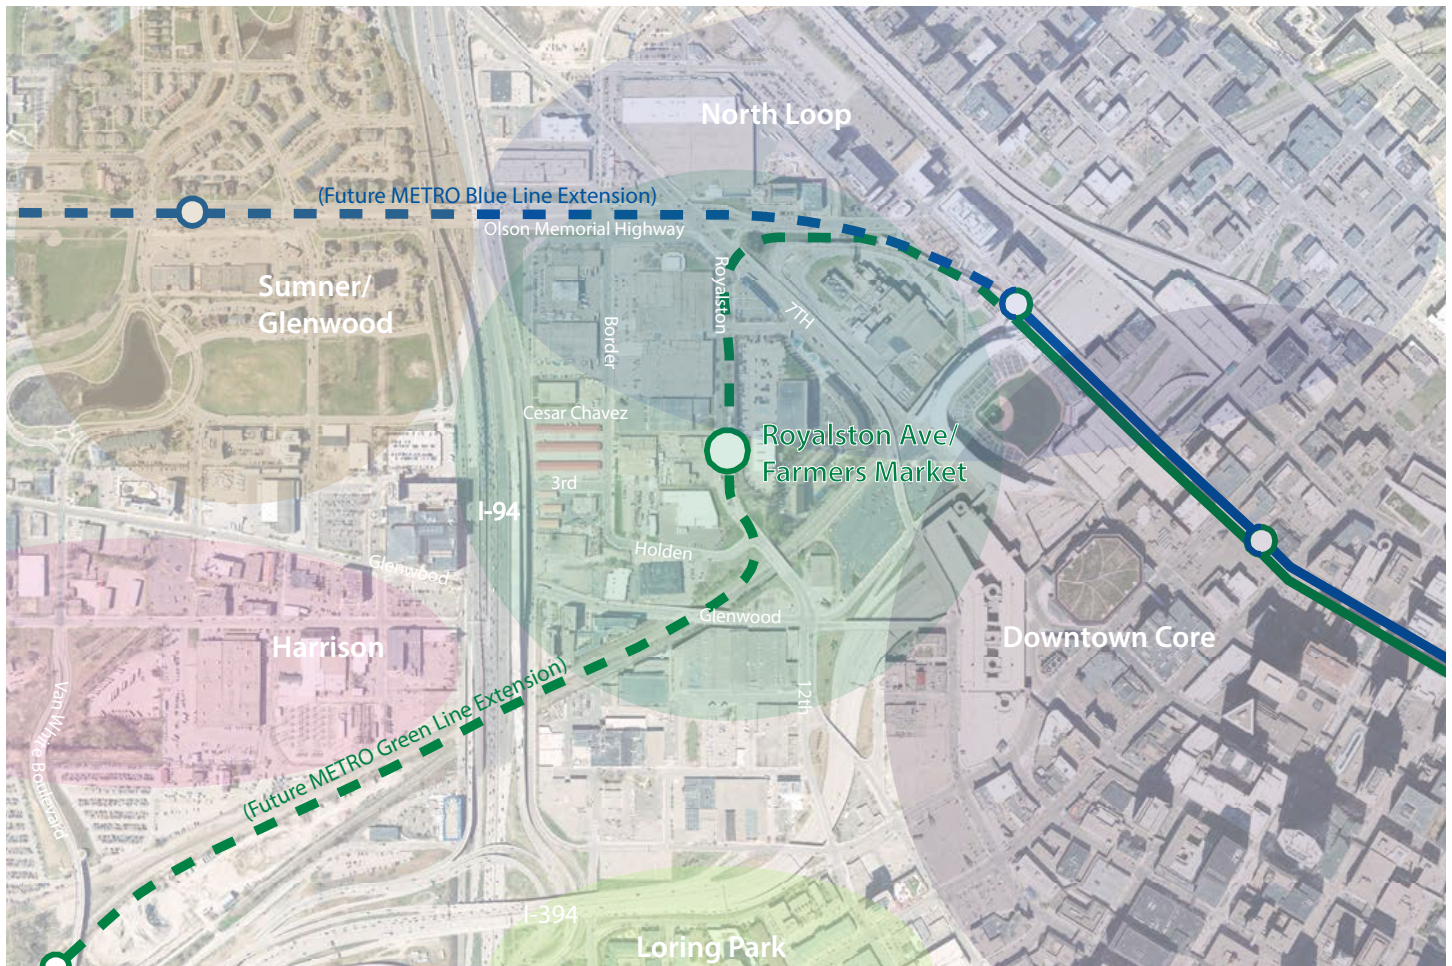 North Loop
(Future METRO Blue Line Extension)
Olson Memorial Highway
Sumner/
Glenwood
Royalston
7TH
Border
Cesar Chavez
Royalston Ave/
Farmers Market
3rd
I-94
Holden
Glenwood
Glenwood
Harrison
Downtown Core
(Future METRO Green Line Extension)
12th
Van White Boulevard
I-394
Loring Park